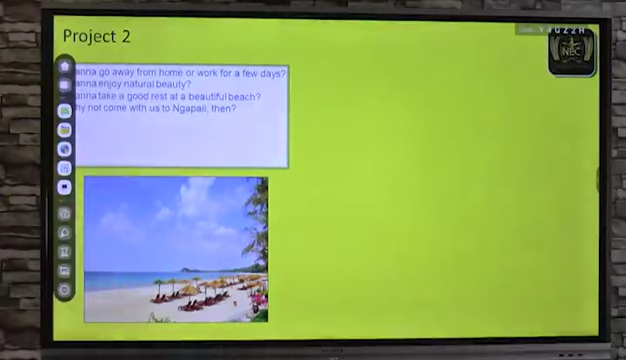 Project 2
anna go away from home or work for a few days?
anna enjoy natural beauty?
anna take a good rest at a beautiful beach?
hy not come with us to Ngapali, then?
NEC